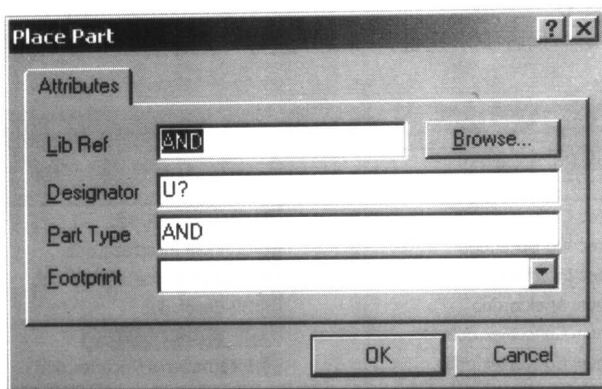 Place Part
Attributes
Lib Ref AND Browse...
Designator U?
Part Type AND
Footprint
OK Cancel